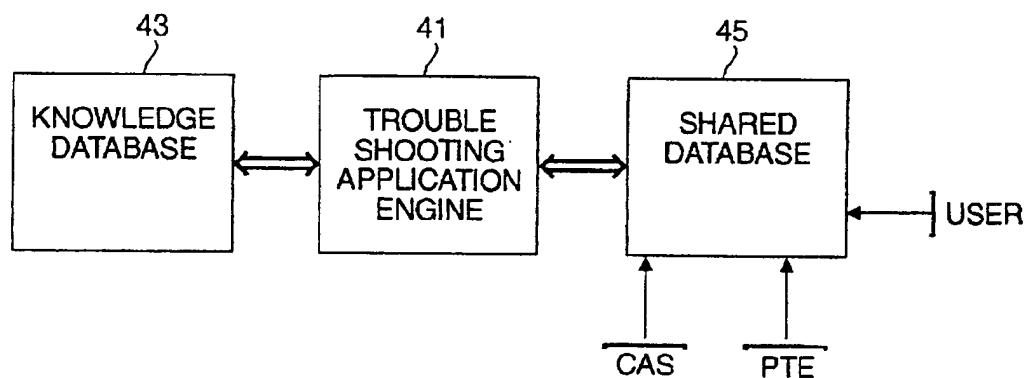 43
41
45
KNOWLEDGE
DATABASE
TROUBLE
SHOOTING
APPLICATION
ENGINE
SHARED
DATABASE
USER
CAS
PTE